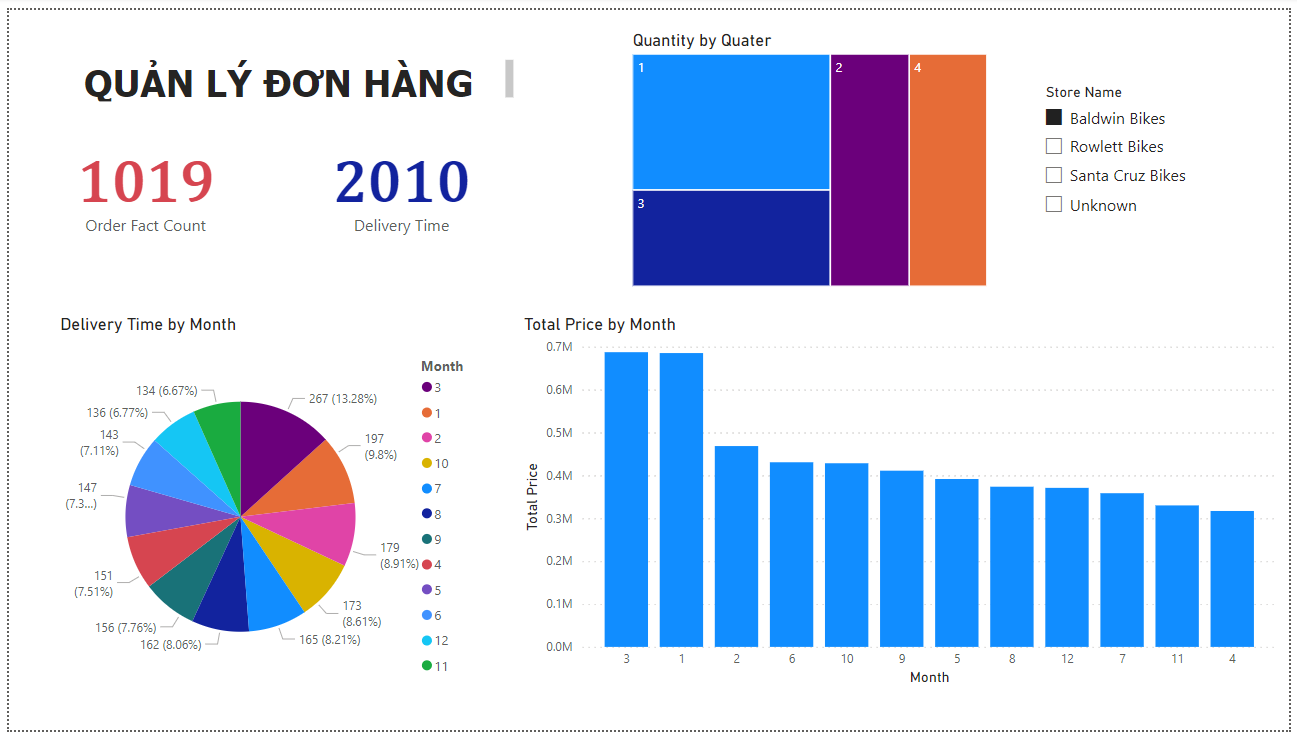 QUẢN LÝ ĐƠN HÀNG
1019
Order Fact Count
2010
Delivery Time
Quantity by Quater
1
2
4
3
Store Name
Baldwin Bikes
Rowlett Bikes
Santa Cruz Bikes
Unknown
Delivery Time by Month
267 (13.28%)
197
(9.8%)
179
(8.91%)
173
(8.61%)
165 (8.21%)
162 (8.06%)
156 (7.76%)
151
(7.51%)
147
(7.3...)
143
(7.11%)
136 (6.77%)
134 (6.67%)
Month
3
1
2
10
7
8
9
4
5
6
12
11
Total Price by Month
Total Price
0.7M
0.6M
0.5M
0.4M
0.3M
0.2M
0.1M
0.0M
3 1 2 6 10 9 5 8 12 7 11 4
Month